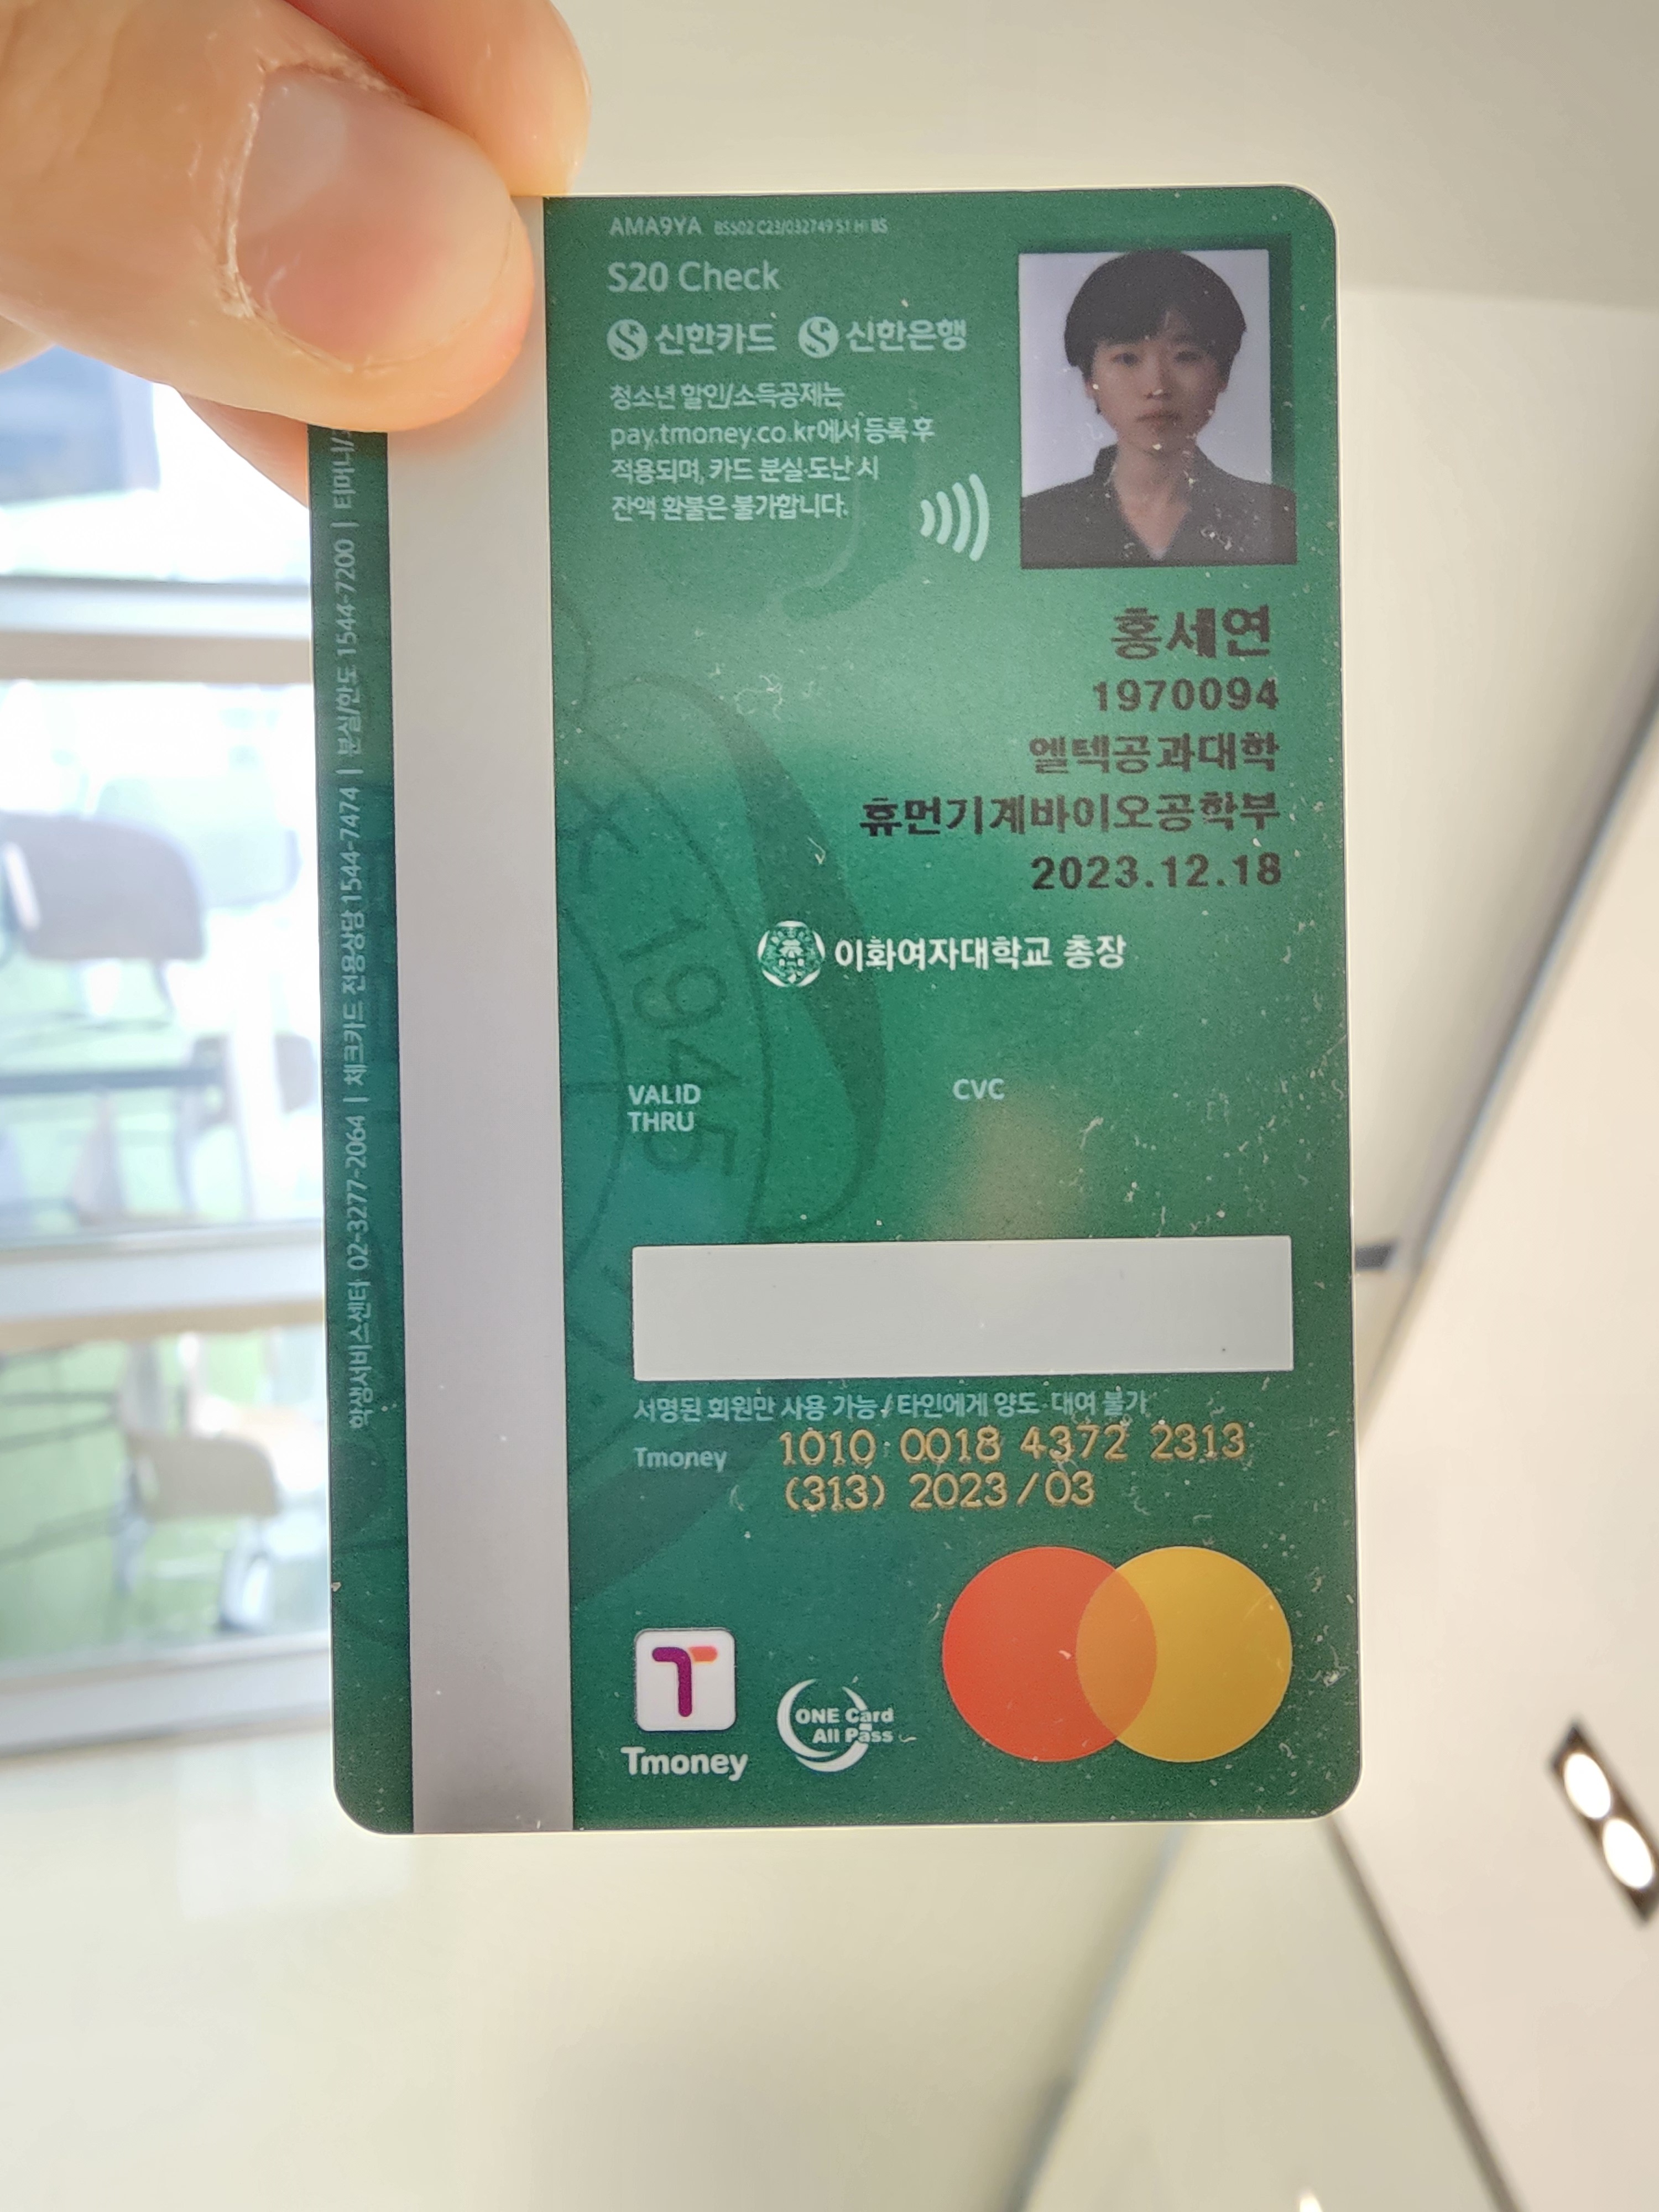 AMA9YA BSS02 C23/032749 S1 HI BS
S20 Check
신한카드 신한은행
청소년 할인/소득공제는
pay.tmoney.co.kr에서 등록 후
적용되며, 카드 분실·도난 시
잔액 환불은 불가합니다.
홍세연
1970094
엘텍공과대학
휴먼기계바이오공학부
2023.12.18
이화여자대학교 총장
1945
VALID
THRU
CVC
서명된 회원만 사용 가능 / 타인에게 양도·대여 불가
Tmoney 1010 0018 4372 2313
(313) 2023/03
Tmoney
ONE Card
All Pass
학생서비스센터 02-3277-2064 | 체크카드 전용상담 1544-7474 | 분실/한도 1544-7200 | 티머니/